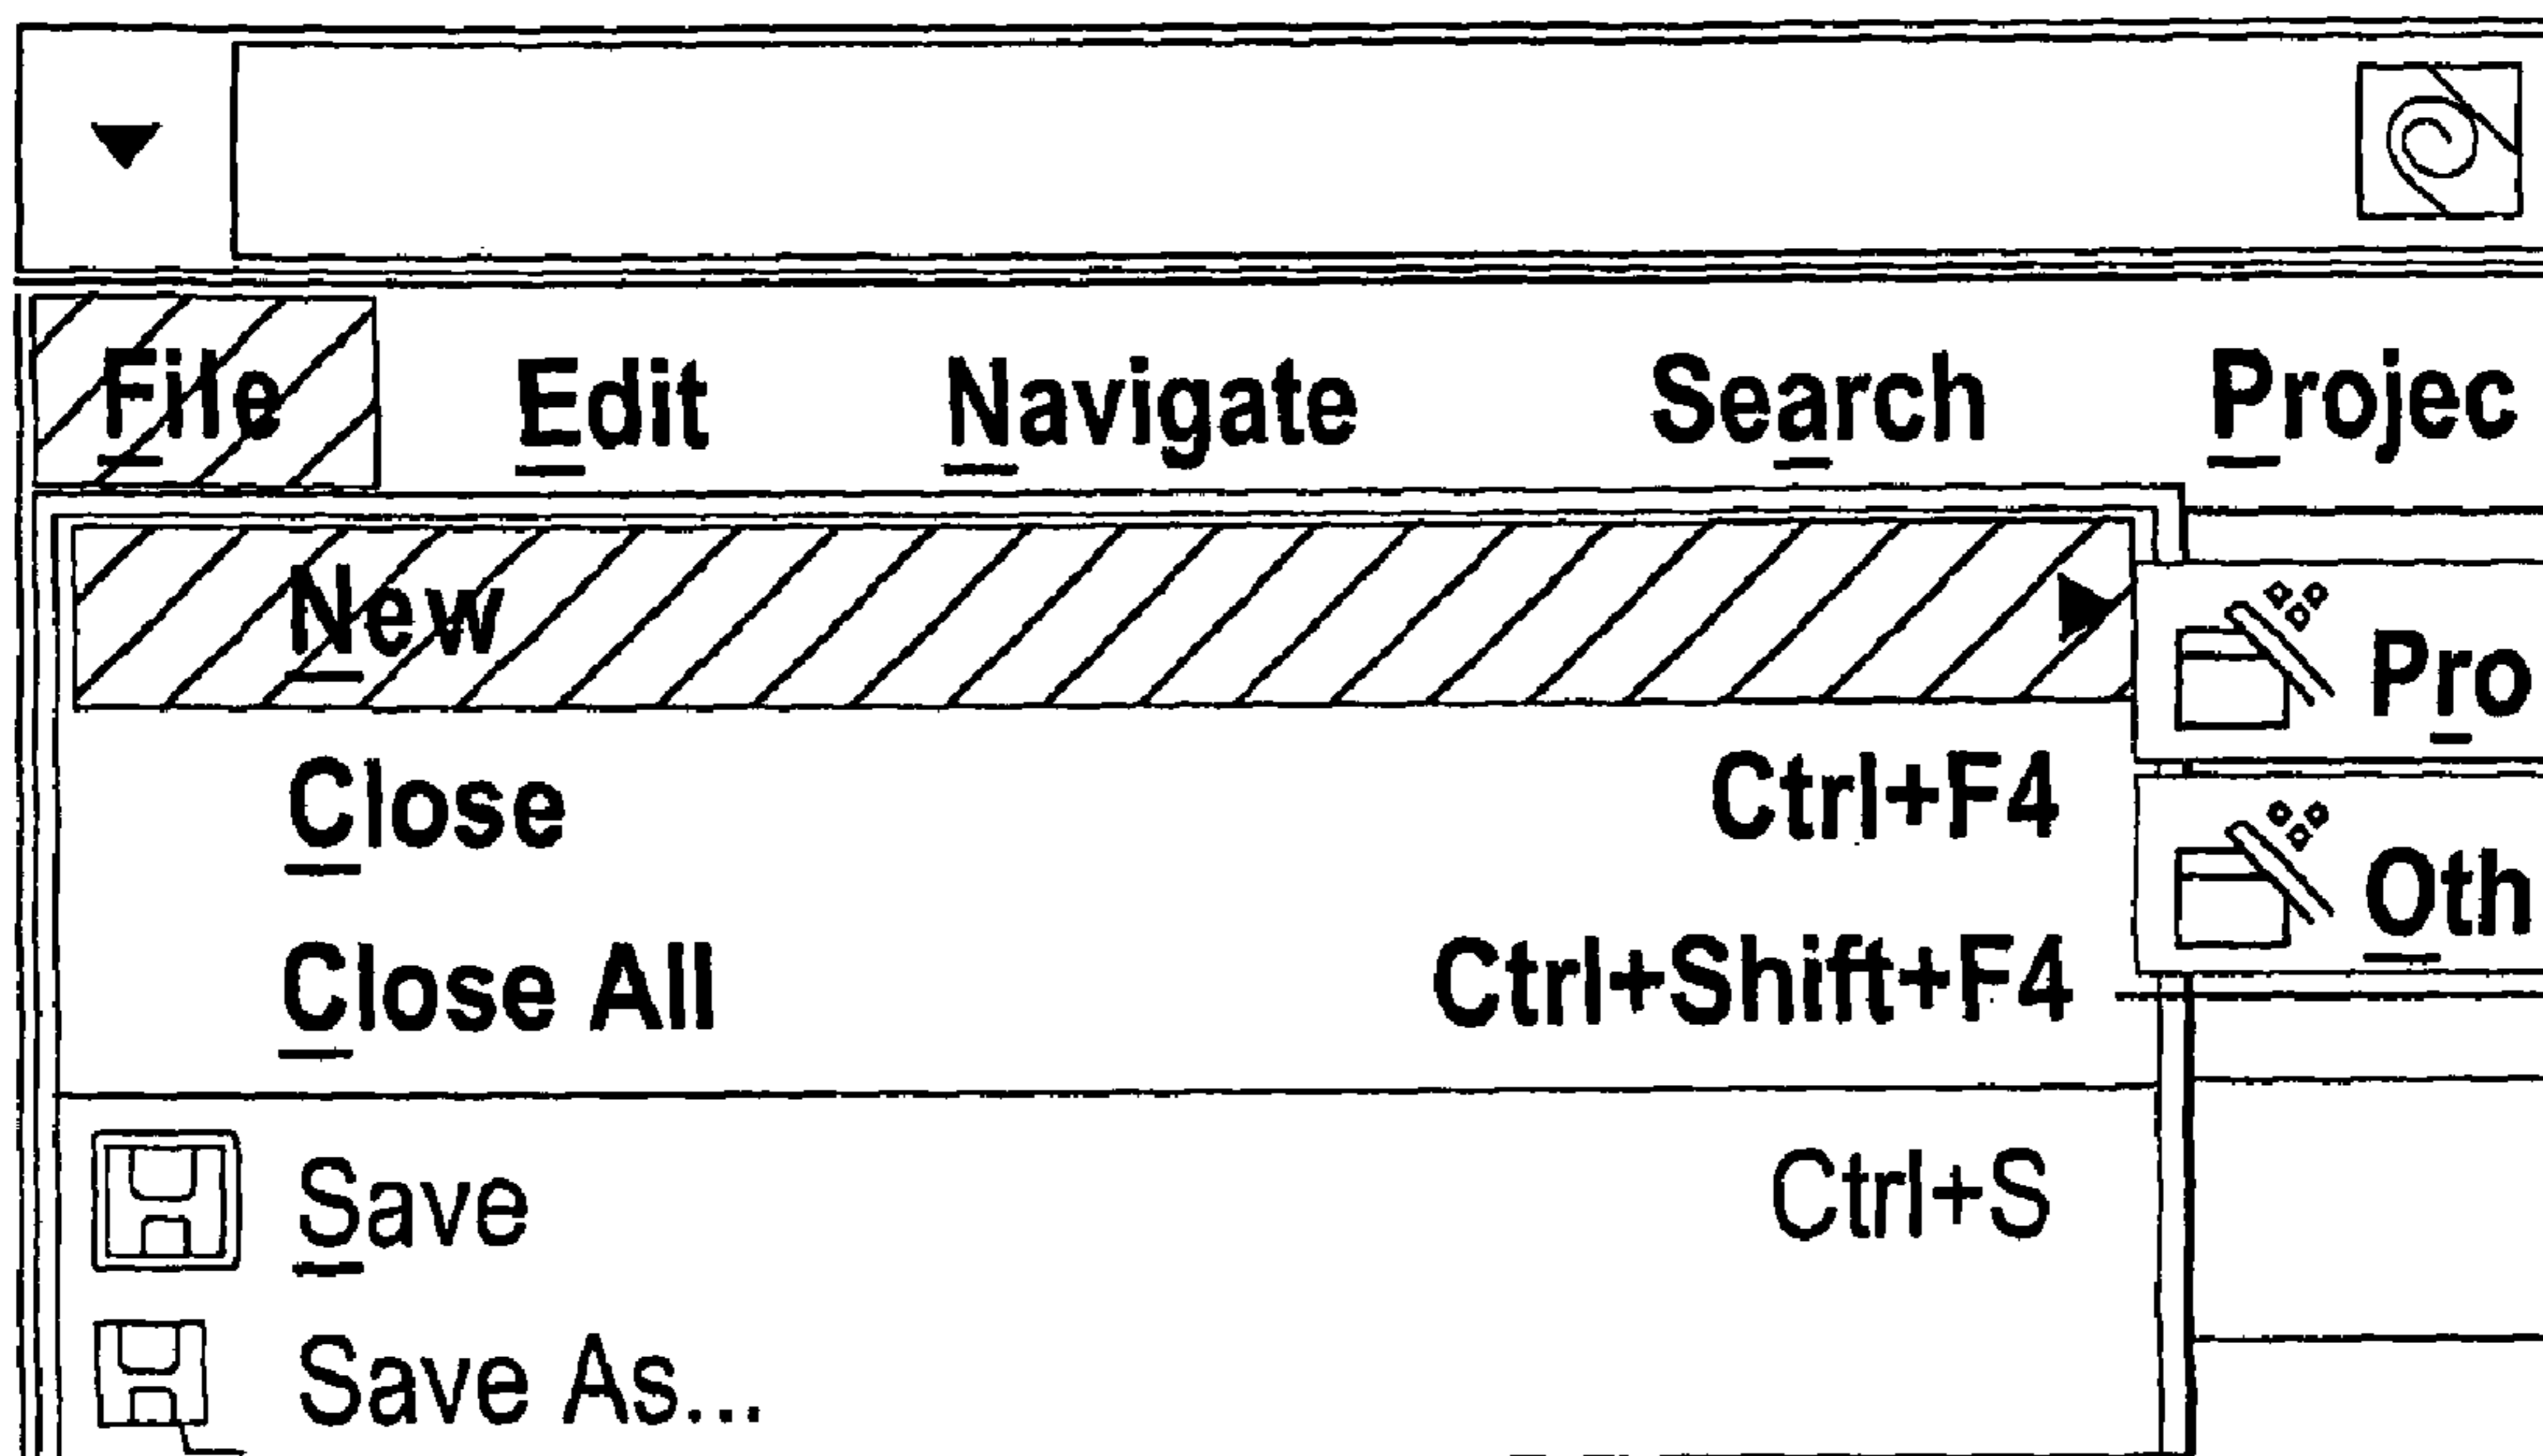 File Edit Navigate Search Projec
New
Pro
Close Ctrl+F4
Oth
Close All Ctrl+Shift+F4
Save Ctrl+S
Save As...